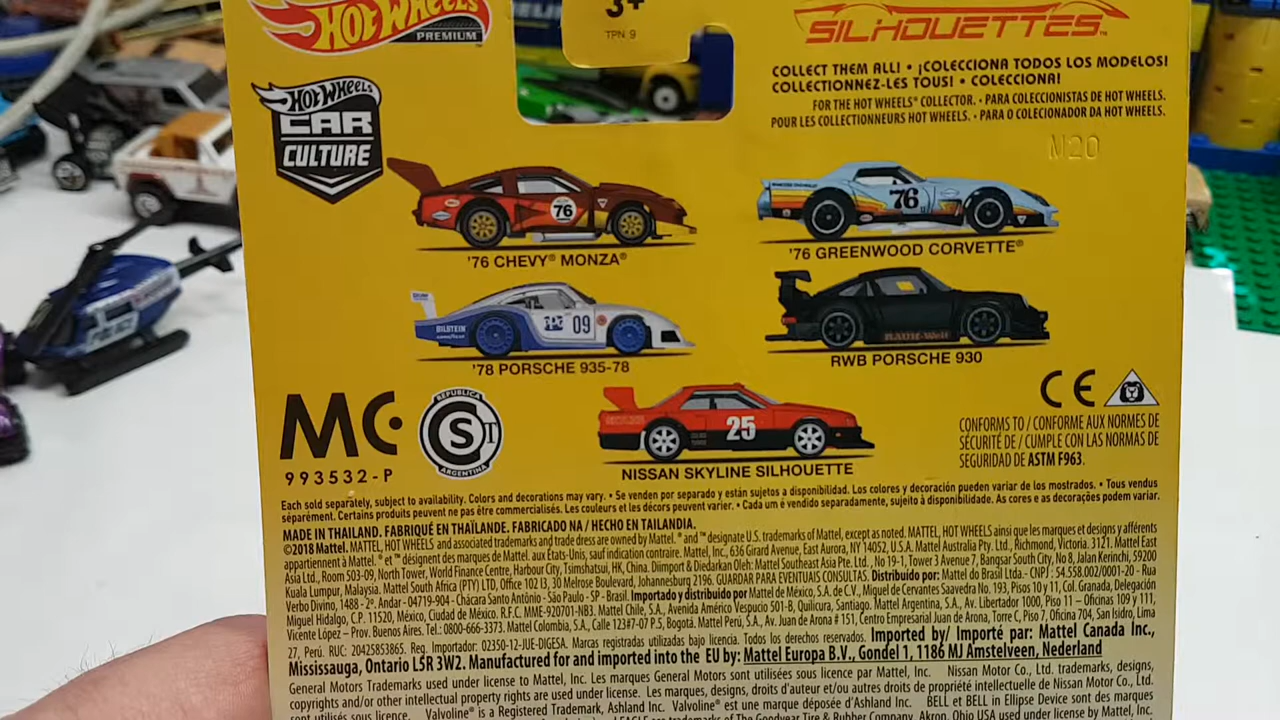 HOT WHEELS
PREMIUM
3+
TPN 9
SILHOUETTES™
COLLECT THEM ALL! • ¡COLECCIONA TODOS LOS MODELOS!
COLLECTIONNEZ-LES TOUS! • COLECCIONA!
FOR THE HOT WHEELS® COLLECTOR. • PARA COLECCIONISTAS DE HOT WHEELS.
POUR LES COLLECTIONNEURS HOT WHEELS. • PARA O COLECIONADOR DA HOT WHEELS.
M20
HOT WHEELS
CAR
CULTURE
76
'76 CHEVY® MONZA®
76
'76 GREENWOOD CORVETTE®
BILSTEIN
09
'78 PORSCHE 935-78
RAUH-Welt
RWB PORSCHE 930
MC
993532-P
REPUBLICA
S
ARGENTINA
25
NISSAN SKYLINE SILHOUETTE
CE
CONFORMS TO / CONFORME AUX NORMES DE
SÉCURITÉ DE / CUMPLE CON LAS NORMAS DE
SEGURIDAD DE ASTM F963.
Each sold separately, subject to availability. Colors and decorations may vary. • Se venden por separado y están sujetos a disponibilidad. Los colores y decoración pueden variar de los mostrados. • Tous vendus
séparément. Certains produits peuvent ne pas être commercialisés. Les couleurs et les décors peuvent varier. • Cada um é vendido separadamente, sujeito à disponibilidade. As cores e as decorações podem variar.
MADE IN THAILAND. FABRIQUÉ EN THAÏLANDE. FABRICADO NA / HECHO EN TAILANDIA.
©2018 Mattel. MATTEL, HOT WHEELS and associated trademarks and trade dress are owned by Mattel. ® and ™ designate U.S. trademarks of Mattel, except as noted. MATTEL, HOT WHEELS ainsi que les marques et designs y afférents
appartiennent à Mattel. ® et ™ désignent des marques de Mattel aux États-Unis, sauf indication contraire. Mattel, Inc., 636 Girard Avenue, East Aurora, NY 14052, U.S.A. Mattel Australia Pty. Ltd., Richmond, Victoria. 3121. Mattel East
Asia Ltd., Room 503-09, North Tower, World Finance Centre, Harbour City, Tsimshatsui, HK, China. Diimport & Diedarkan Oleh: Mattel Southeast Asia Pte. Ltd., No 19-1, Tower 3 Avenue 7, Bangsar South City, No 8, Jalan Kerinchi, 59200
Kuala Lumpur, Malaysia. Mattel South Africa (PTY) LTD, Office 102 I3, 30 Melrose Boulevard, Johannesburg 2196. GUARDAR PARA EVENTUAIS CONSULTAS. Distribuído por: Mattel do Brasil Ltda.- CNPJ : 54.558.002/0001-20 - Rua
Verbo Divino, 1488 - 2º. Andar - 04719-904 - Chácara Santo Antônio - São Paulo - SP - Brasil. Importado y distribuido por Mattel de México, S.A. de C.V., Miguel de Cervantes Saavedra No. 193, Pisos 10 y 11, Col. Granada, Delegación
Miguel Hidalgo, C.P. 11520, México, Ciudad de México. R.F.C. MME-920701-NB3. Mattel Chile, S.A., Avenida Américo Vespucio 501-B, Quilicura, Santiago. Mattel Argentina, S.A., Av. Libertador 1000, Piso 11 – Oficinas 109 y 111,
Vicente López – Prov. Buenos Aires. Tel.: 0800-666-3373. Mattel Colombia, S.A., Calle 123#7-07 P.5, Bogotá. Mattel Perú, S.A., Av. Juan de Arona # 151, Centro Empresarial Juan de Arona, Torre C, Piso 7, Oficina 704, San Isidro, Lima
27, Perú. RUC: 20425853865. Reg. Importador: 02350-12-JUE-DIGESA. Marcas registradas utilizadas bajo licencia. Todos los derechos reservados. Imported by/ Importé par: Mattel Canada Inc.,
Mississauga, Ontario L5R 3W2. Manufactured for and imported into the EU by: Mattel Europa B.V., Gondel 1, 1186 MJ Amstelveen, Nederland
General Motors Trademarks used under license to Mattel, Inc. Les marques General Motors sont utilisées sous licence par Mattel, Inc. Nissan Motor Co., Ltd. trademarks, designs,
copyrights and/or other intellectual property rights are used under license. Les marques, designs, droits d'auteur et/ou autres droits de propriété intellectuelle de Nissan Motor Co., Ltd.
sont utilisés sous licence. Valvoline® is a Registered Trademark, Ashland Inc. Valvoline® est une marque déposée d'Ashland Inc. BELL et BELL in Ellipse Device sont des marques
trademarks of The Goodyear Tire & Rubber Company, Akron, Ohio USA used under license by Mattel, Inc.